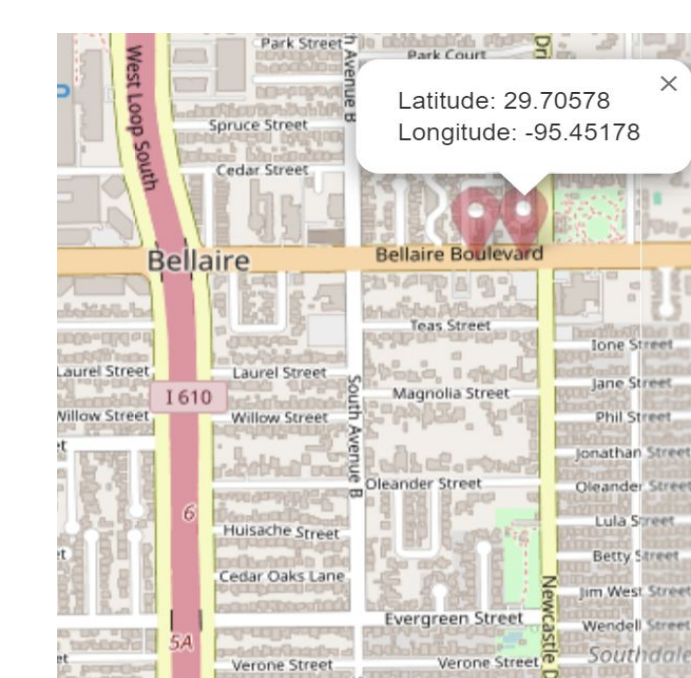 Park Street
Park Court
West Loop South
Spruce Street
Cedar Street
Latitude: 29.70578
Longitude: -95.45178
×
Bellaire
Bellaire Boulevard
Teas Street
Ione Street
Laurel Street
Laurel Street
Jane Street
I 610
Magnolia Street
Willow Street
Willow Street
Phil Street
South Avenue B
Jonathan Street
Oleander Street
Oleander Street
6
Lula Street
Huisache Street
Betty Street
Cedar Oaks Lane
Jim West Street
Evergreen Street
Newcastle D
Wendell Street
5A
Verone Street
Verone Street
Southdale